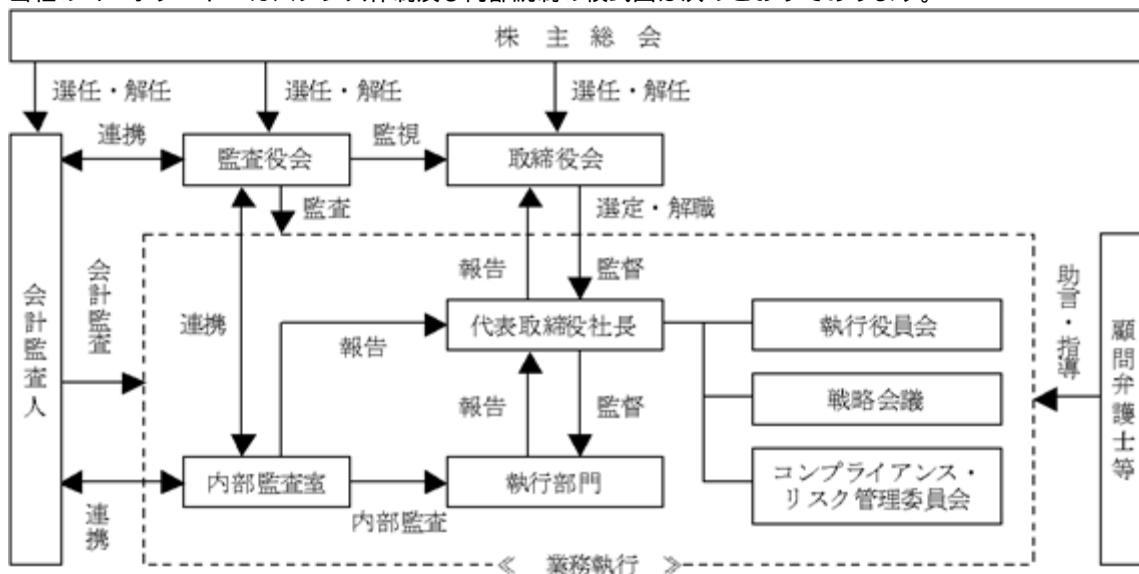 株主総会
選任・解任
選任・解任
選任・解任
連携
監査役会
監視
取締役会
監査
選定・解職
会計監査人
会計監査
連携
報告
監督
助言・指導
顧問弁護士等
報告
代表取締役社長
執行役員会
報告
監督
戦略会議
内部監査室
執行部門
コンプライアンス・
リスク管理委員会
連携
内部監査
≪ 業務執行 ≫